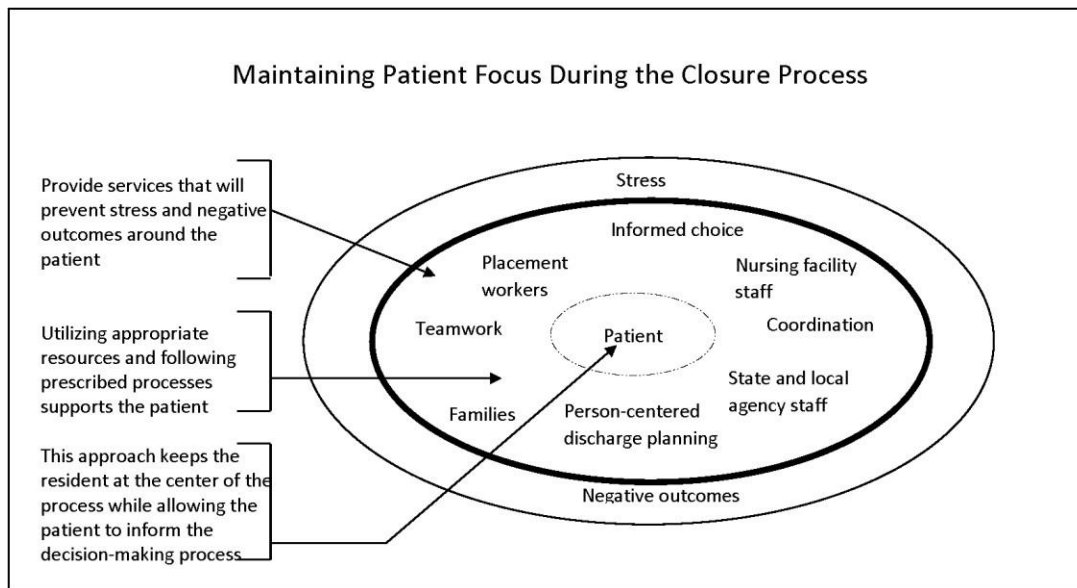 Maintaining Patient Focus During the Closure Process
Provide services that will
prevent stress and negative
outcomes around the
patient
Utilizing appropriate
resources and following
prescribed processes
supports the patient
This approach keeps the
resident at the center of the
process while allowing the
patient to inform the
decision-making process
Stress
Informed choice
Placement
workers
Nursing facility
staff
Teamwork
Patient
Coordination
Families
Person-centered
discharge planning
State and local
agency staff
Negative outcomes